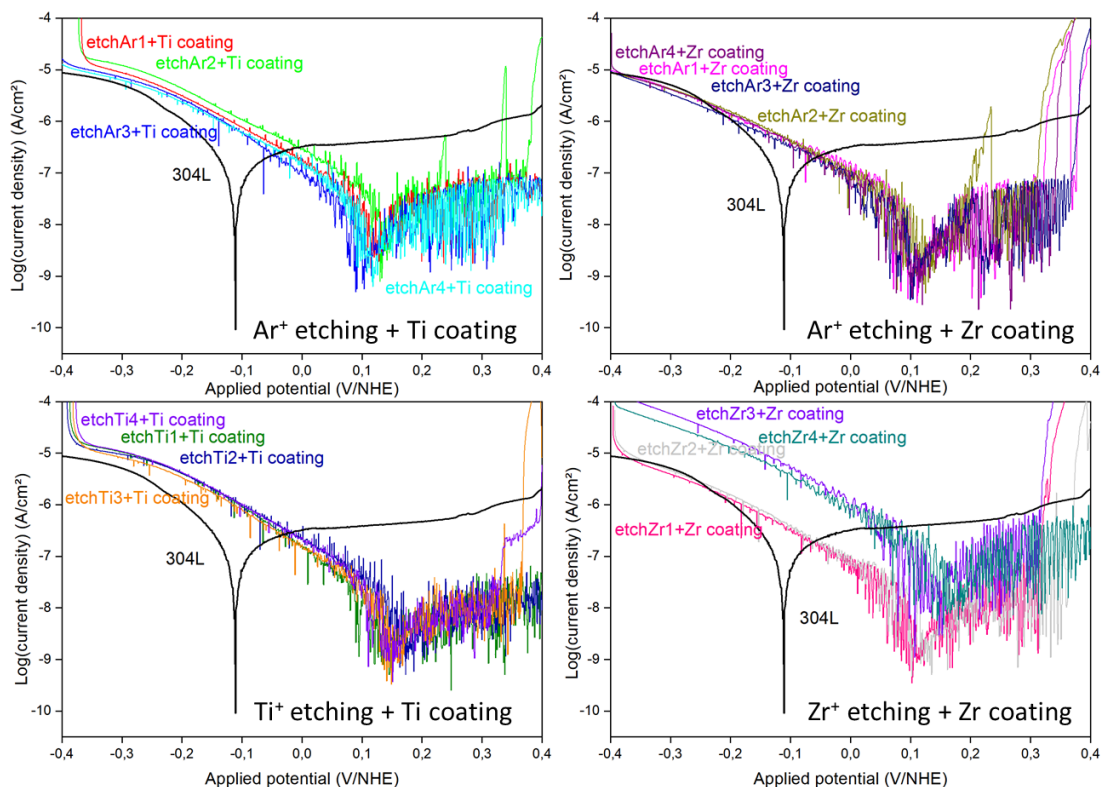 -4
-5
-6
-7
-8
-9
-10
Log(current density) (A/cm²)
etchAr1+Ti coating
etchAr2+Ti coating
etchAr3+Ti coating
304L
etchAr4+Ti coating
Ar⁺ etching + Ti coating
-0,4 -0,3 -0,2 -0,1 0,0 0,1 0,2 0,3 0,4
Applied potential (V/NHE)
-4
-5
-6
-7
-8
-9
-10
Log(current density) (A/cm²)
etchAr4+Zr coating
etchAr1+Zr coating
etchAr3+Zr coating
etchAr2+Zr coating
304L
Ar⁺ etching + Zr coating
-0,4 -0,3 -0,2 -0,1 0,0 0,1 0,2 0,3 0,4
Applied potential (V/NHE)
-4
-5
-6
-7
-8
-9
-10
Log(current density) (A/cm²)
etchTi4+Ti coating
etchTi1+Ti coating
etchTi2+Ti coating
etchTi3+Ti coating
304L
Ti⁺ etching + Ti coating
-0,4 -0,3 -0,2 -0,1 0,0 0,1 0,2 0,3 0,4
Applied potential (V/NHE)
-4
-5
-6
-7
-8
-9
-10
Log(current density) (A/cm²)
etchZr3+Zr coating
etchZr4+Zr coating
etchZr2+Zr coating
etchZr1+Zr coating
304L
Zr⁺ etching + Zr coating
-0,4 -0,3 -0,2 -0,1 0,0 0,1 0,2 0,3 0,4
Applied potential (V/NHE)